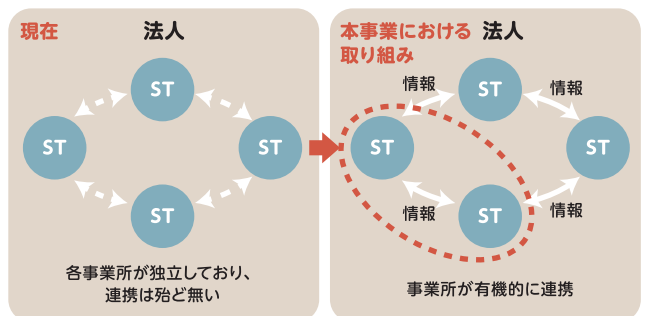 現在
法人
ST
ST
ST
ST
各事業所が独立しており、
連携は殆ど無い
本事業における
取り組み
法人
情報
情報
ST
ST
ST
ST
情報
情報
事業所が有機的に連携